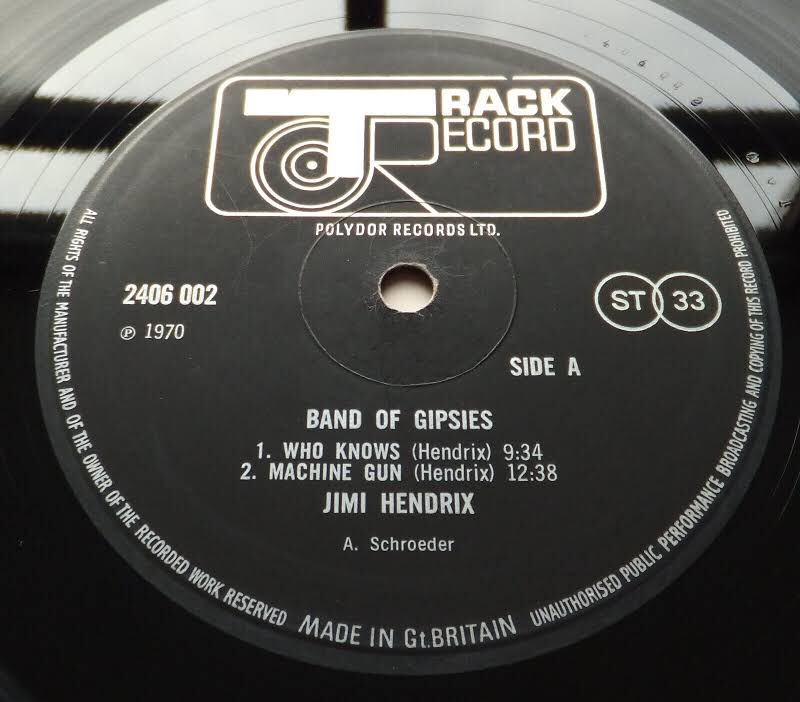 TRACK
RECORD
POLYDOR RECORDS LTD.
2406 002
℗ 1970
ST 33
SIDE A
BAND OF GIPSIES
1. WHO KNOWS (Hendrix) 9:34
2. MACHINE GUN (Hendrix) 12:38
JIMI HENDRIX
A. Schroeder
ALL RIGHTS OF THE MANUFACTURER AND OF THE OWNER OF THE RECORDED WORK RESERVED
MADE IN Gt.BRITAIN
UNAUTHORISED PUBLIC PERFORMANCE BROADCASTING AND COPYING OF THIS RECORD PROHIBITED